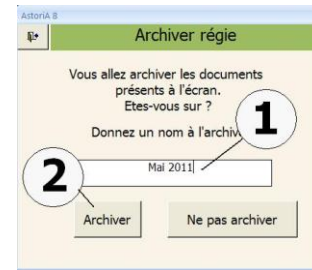 AstoriA 8
Archiver régie
Vous allez archiver les documents
présents à l'écran.
Etes-vous sur ?
Donnez un nom à l'archiv
1
Mai 2011
2
Archiver
Ne pas archiver